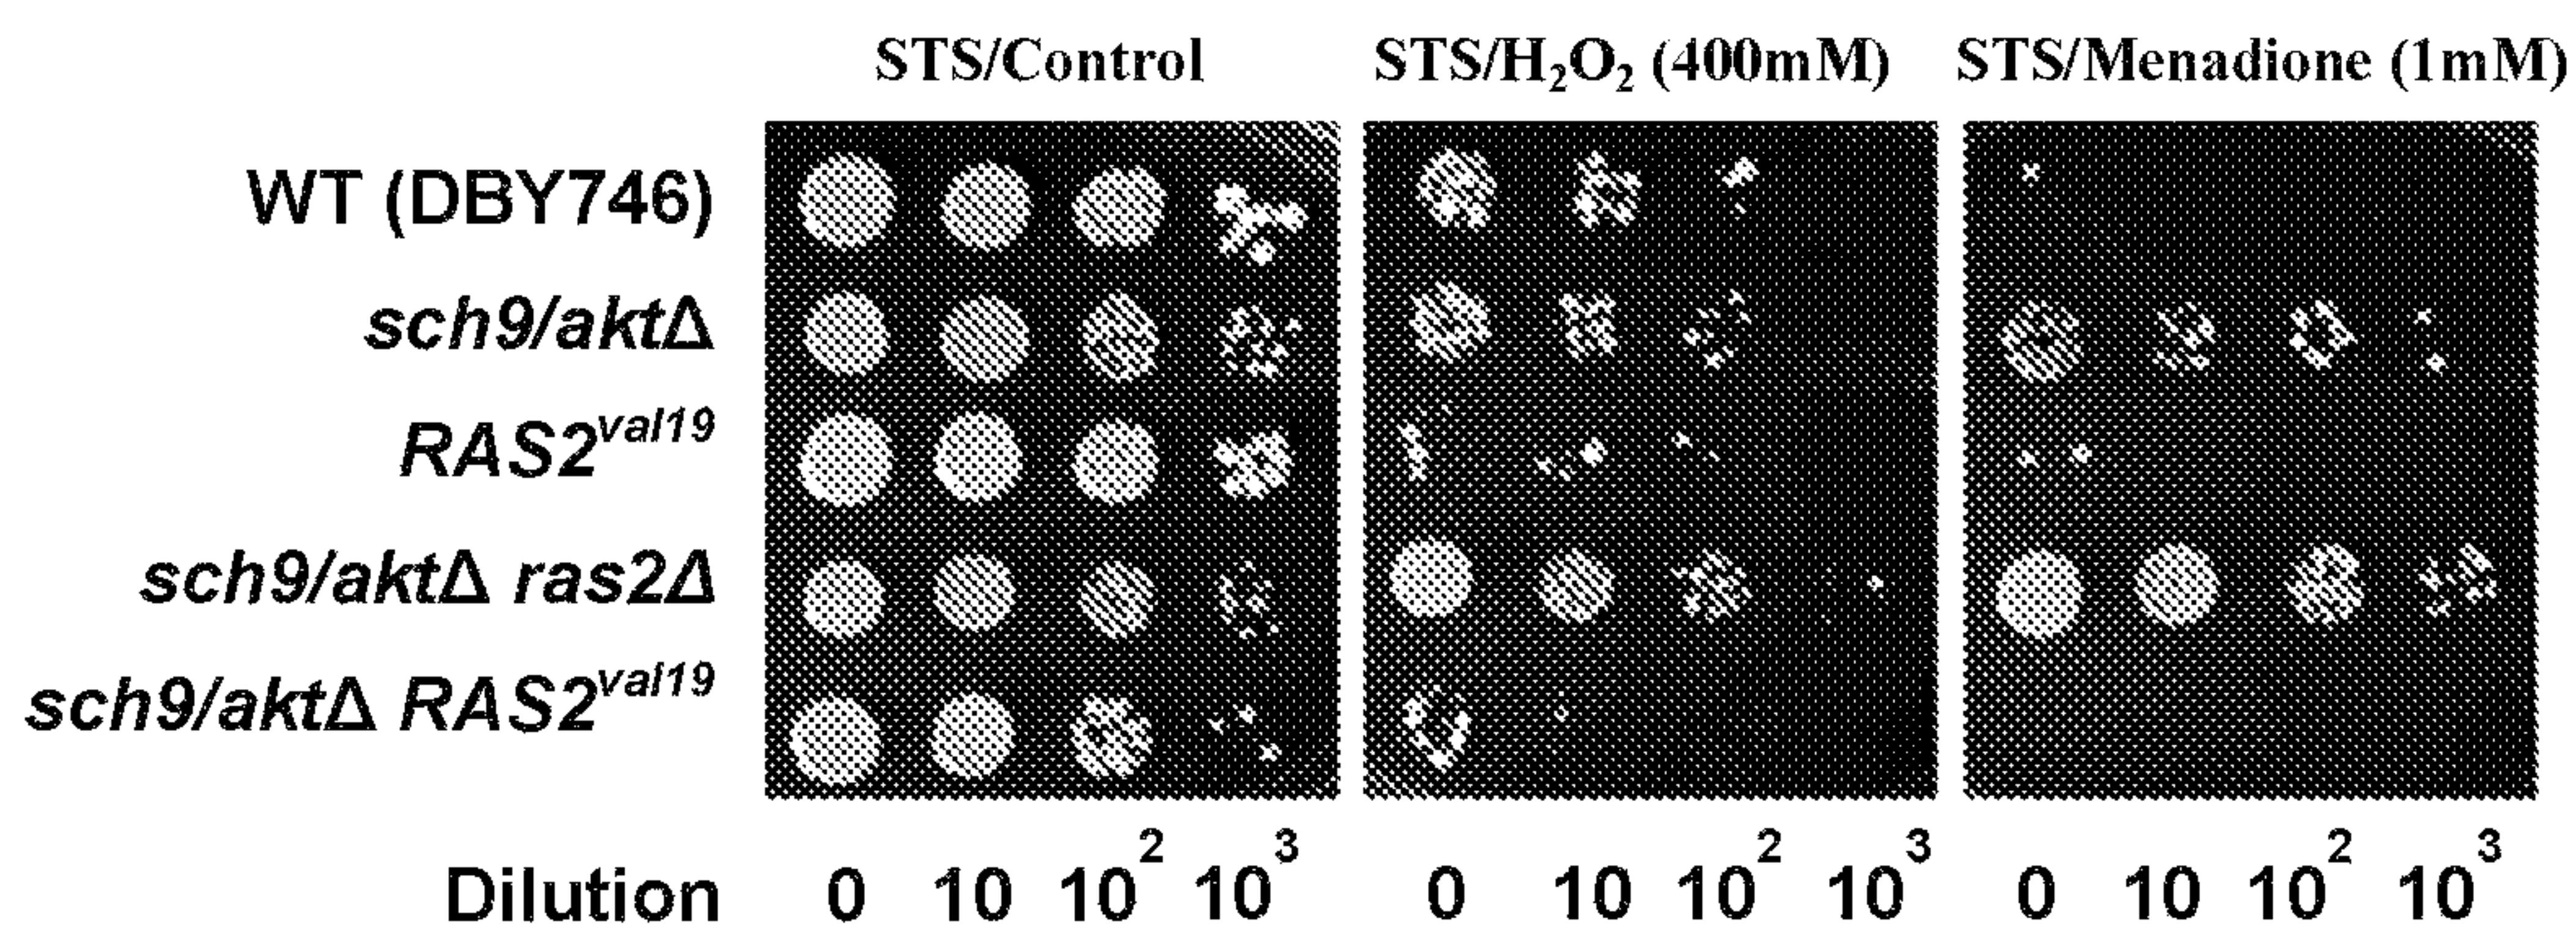 STS/Control STS/H₂O₂ (400mM) STS/Menadione (1mM)
WT (DBY746)
sch9/aktΔ
RAS2ᵛᵃˡ¹⁹
sch9/aktΔ ras2Δ
sch9/aktΔ RAS2ᵛᵃˡ¹⁹
Dilution 0 10 10² 10³ 0 10 10² 10³ 0 10 10² 10³